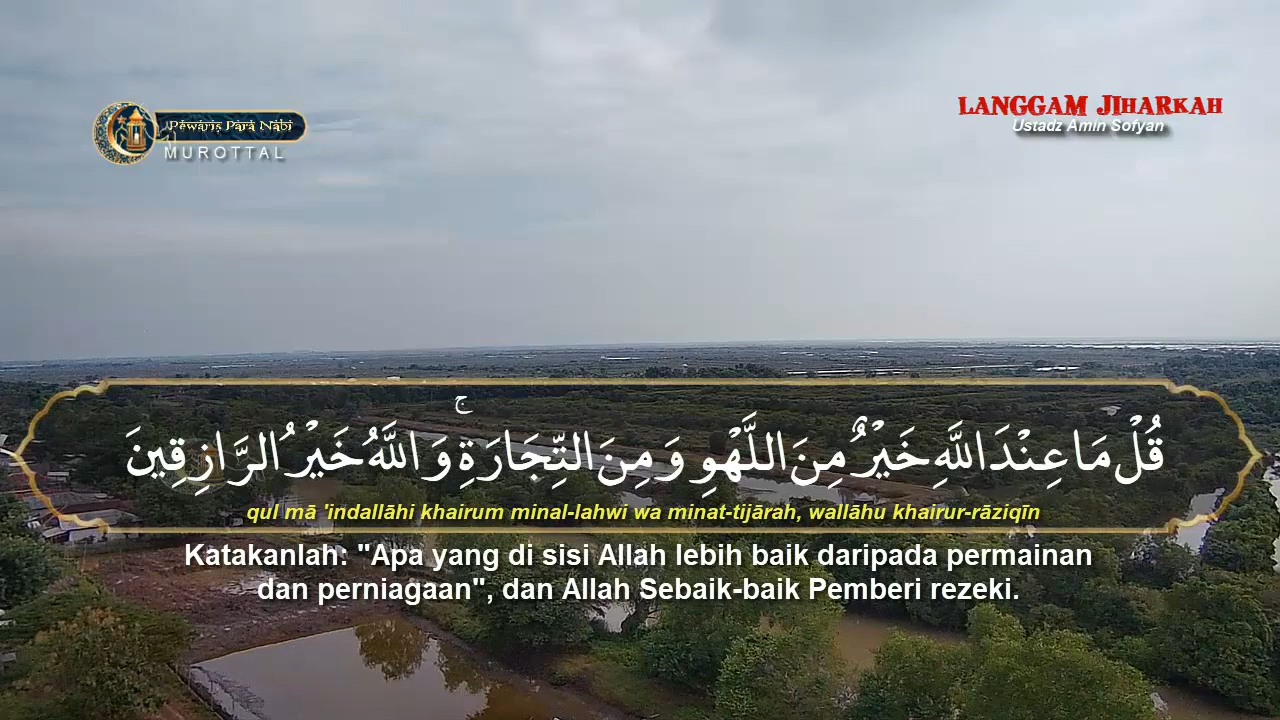 Pewaris Para Nabi
MUROTTAL
LANGGAM JIHARKAH
Ustadz Amin Sofyan
قُلْ مَا عِنْدَ اللَّهِ خَيْرٌ مِنَ اللَّهْوِ وَمِنَ التِّجَارَةِ ۚ وَاللَّهُ خَيْرُ الرَّازِقِينَ
qul mā 'indallāhi khairum minal-lahwi wa minat-tijārah, wallāhu khairur-rāziqīn
Katakanlah: "Apa yang di sisi Allah lebih baik daripada permainan
dan perniagaan", dan Allah Sebaik-baik Pemberi rezeki.